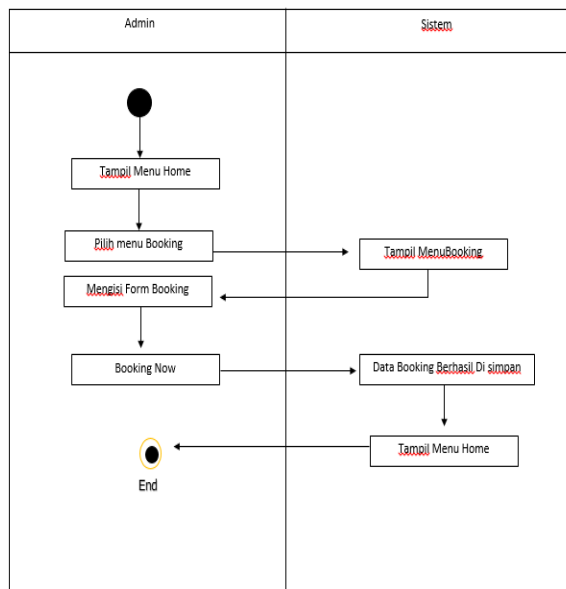 Admin
Sistem
Tampil Menu Home
Pilih menu Booking
Tampil MenuBooking
Mengisi Form Booking
Booking Now
Data Booking Berhasil Di simpan
Tampil Menu Home
End